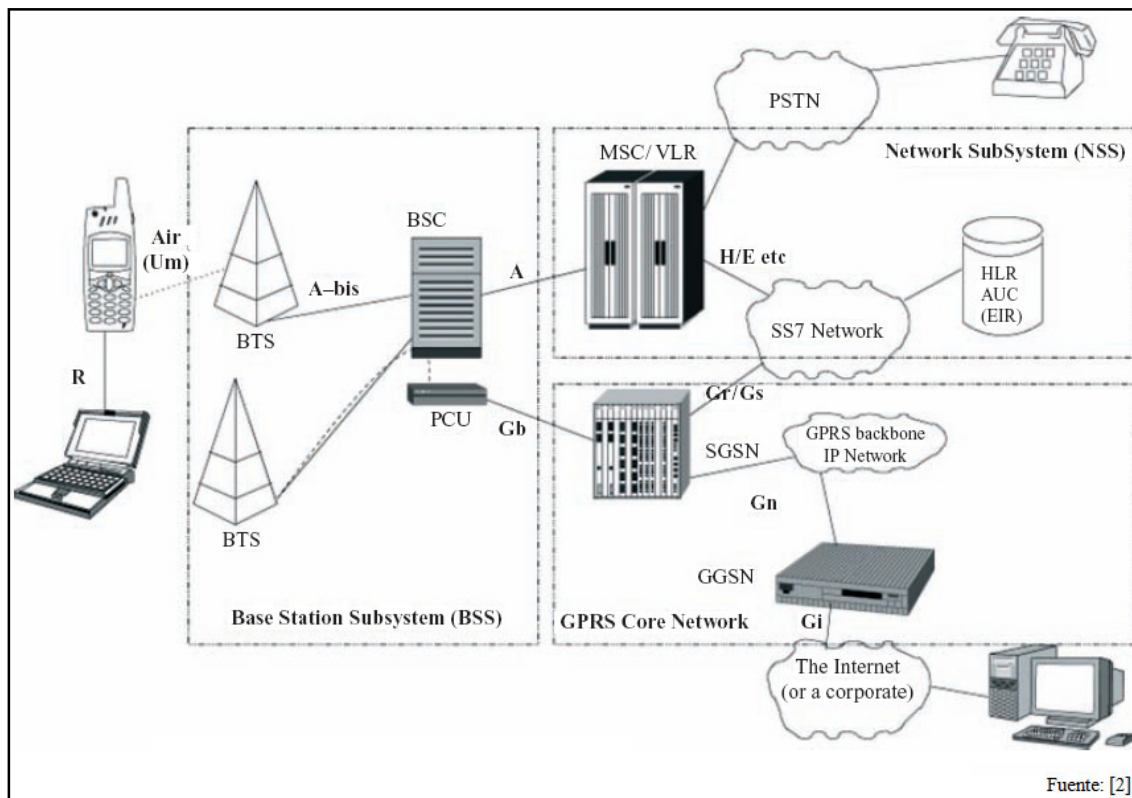 PSTN
MSC/ VLR
Network SubSystem (NSS)
BSC
Air
(Um)
A
H/E etc
HLR
AUC
(EIR)
A–bis
BTS
SS7 Network
R
PCU
Gb
Gr/Gs
SGSN
GPRS backbone
IP Network
Gn
BTS
GGSN
Base Station Subsystem (BSS)
GPRS Core Network
Gi
The Internet
(or a corporate)
Fuente: [2]